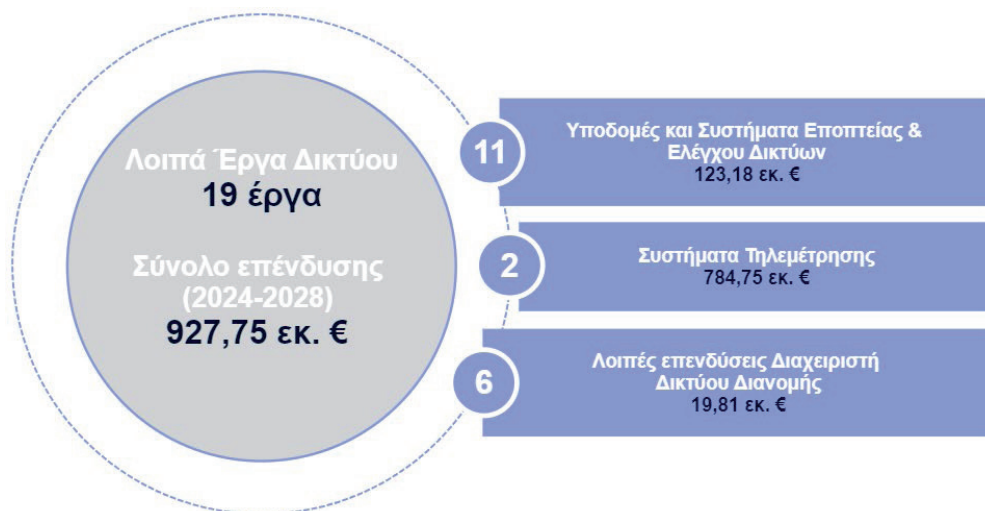 Λοιπά Έργα Δικτύου
19 έργα
Σύνολο επένδυσης
(2024-2028)
927,75 εκ. €
11
Υποδομές και Συστήματα Εποπτείας &
Ελέγχου Δικτύων
123,18 εκ. €
2
Συστήματα Τηλεμέτρησης
784,75 εκ. €
6
Λοιπές επενδύσεις Διαχειριστή
Δικτύου Διανομής
19,81 εκ. €